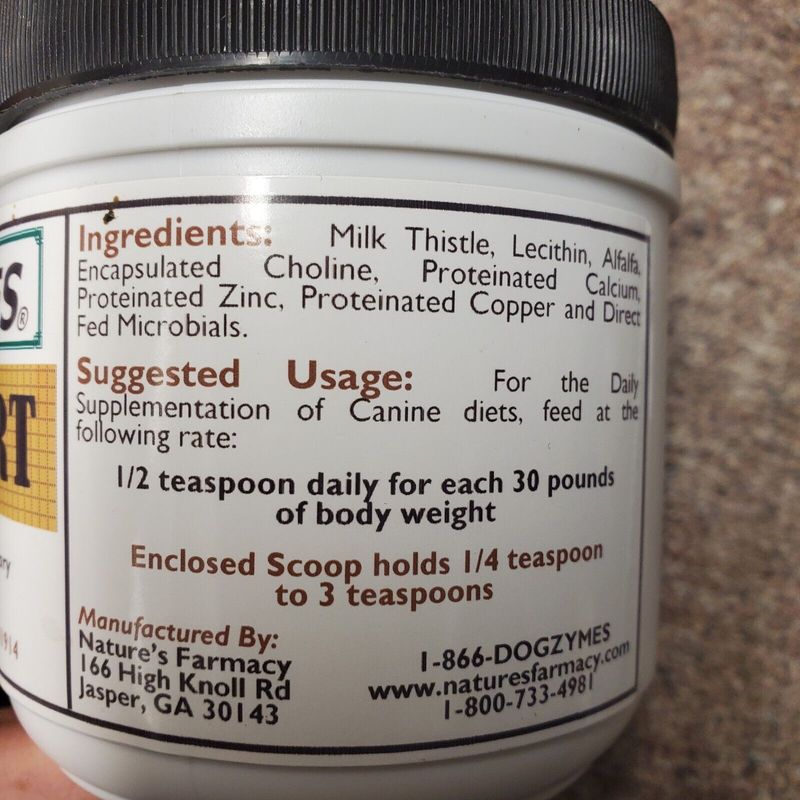 S®
RT
ry
1914
Ingredients: Milk Thistle, Lecithin, Alfalfa,
Encapsulated Choline, Proteinated Calcium,
Proteinated Zinc, Proteinated Copper and Direct
Fed Microbials.
Suggested Usage: For the Daily
Supplementation of Canine diets, feed at the
following rate:
1/2 teaspoon daily for each 30 pounds
of body weight
Enclosed Scoop holds 1/4 teaspoon
to 3 teaspoons
Manufactured By:
Nature's Farmacy
166 High Knoll Rd
Jasper, GA 30143
1-866-DOGZYMES
www.naturesfarmacy.com
1-800-733-4981